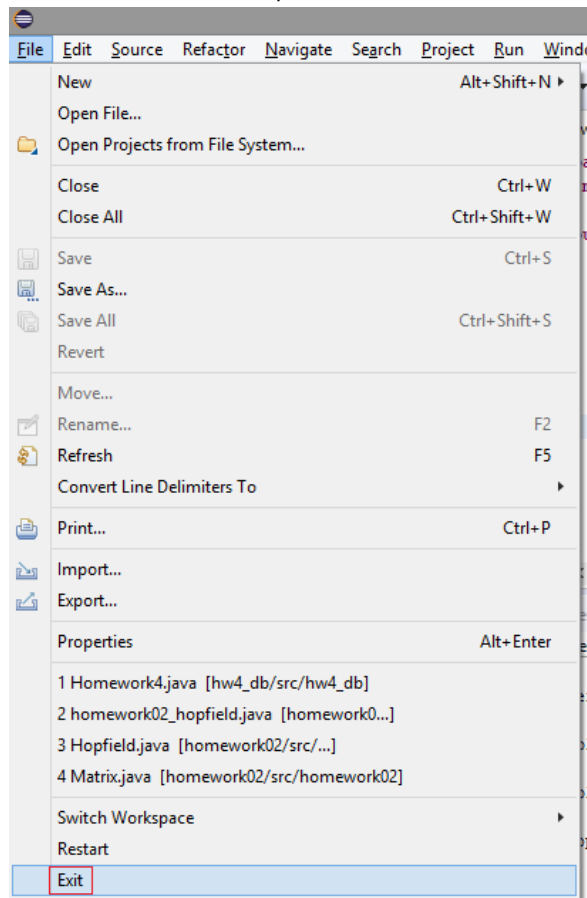 File Edit Source Refactor Navigate Search Project Run
New Alt+Shift+N
Open File...
Open Projects from File System...
Close Ctrl+W
Close All Ctrl+Shift+W
Save Ctrl+S
Save As...
Save All Ctrl+Shift+S
Revert
Move...
Rename... F2
Refresh F5
Convert Line Delimiters To
Print... Ctrl+P
Import...
Export...
Properties Alt+Enter
1 Homework4.java [hw4_db/src/hw4_db]
2 homework02_hopfield.java [homework0...]
3 Hopfield.java [homework02/src/...]
4 Matrix.java [homework02/src/homework02]
Switch Workspace
Restart
Exit